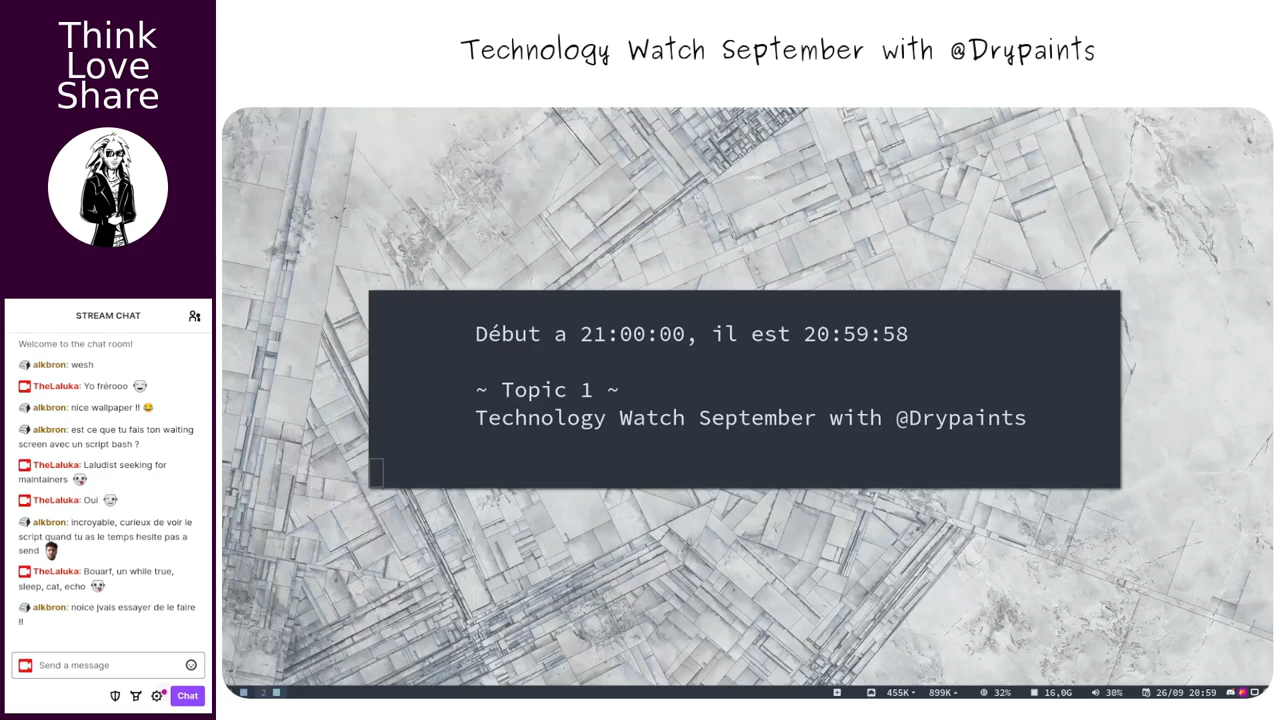 Think
Love
Share
Technology Watch September with @Drypaints
STREAM CHAT
Welcome to the chat room!
alkbron: wesh
TheLaluka: Yo frérooo
alkbron: nice wallpaper !!
alkbron: est ce que tu fais ton waiting
screen avec un script bash ?
TheLaluka: Laludist seeking for
maintainers
TheLaluka: Oui
alkbron: incroyable, curieux de voir le
script quand tu as le temps hesite pas a
send
TheLaluka: Bouarf, un while true,
sleep, cat, echo
alkbron: noice jvais essayer de le faire
!!
Send a message
Chat
Début a 21:00:00, il est 20:59:58
~ Topic 1 ~
Technology Watch September with @Drypaints
2 455K 899K 32% 16,0G 30% 26/09 20:59